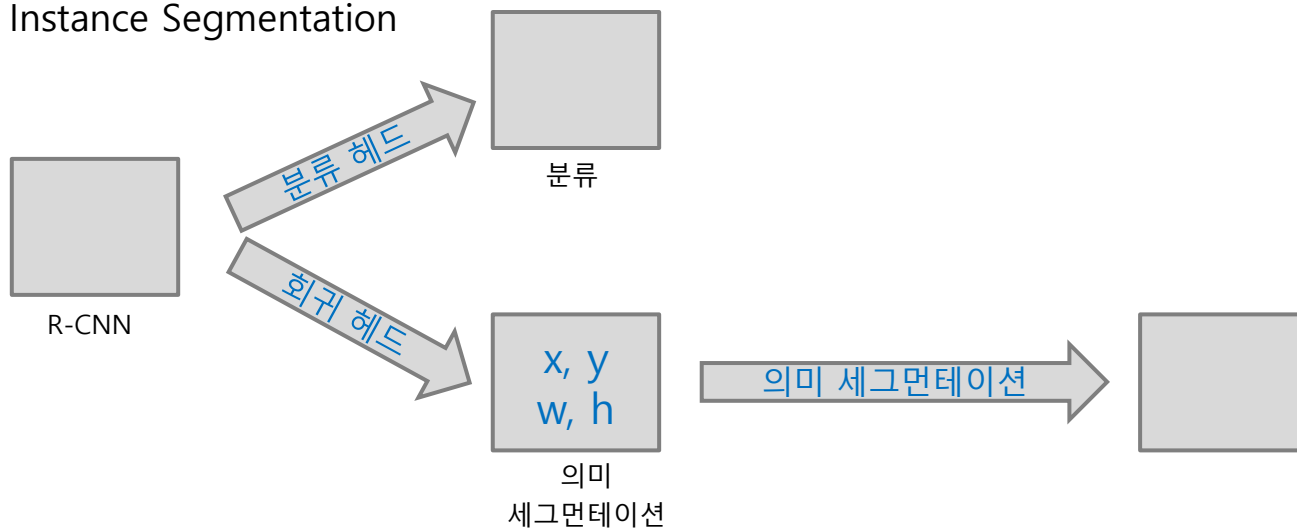 Instance Segmentation
분류 헤드
분류
R-CNN
회귀 헤드
x, y
w, h
의미 세그먼테이션
의미
세그먼테이션